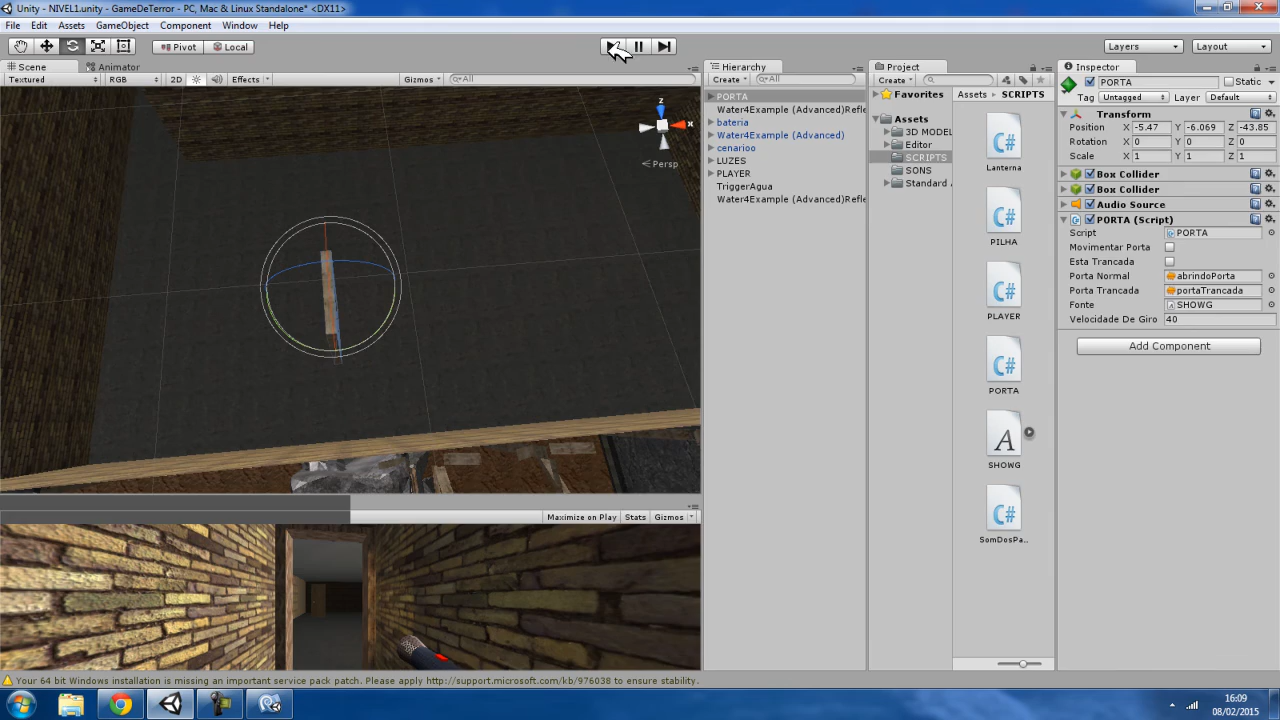 Unity - NIVEL1.unity - GameDeTerror - PC, Mac & Linux Standalone* <DX11>
File Edit Assets GameObject Component Window Help
Pivot Local Layers Layout
Scene Animator
Textured RGB 2D Effects Gizmos All
z
x
Persp
Maximize on Play Stats Gizmos
Hierarchy
Create All
PORTA
Water4Example (Advanced)Refle
bateria
Water4Example (Advanced)
cenarioo
LUZES
PLAYER
TriggerAgua
Water4Example (Advanced)Refle
Project
Create
Favorites
Assets
3D MODEL
Editor
SCRIPTS
SONS
Standard
Assets SCRIPTS
Lanterna
PILHA
PLAYER
PORTA
A
SHOWG
SomDosPa...
Inspector
PORTA Static
Tag Untagged Layer Default
Transform
Position X -5.47 Y -6.069 Z -43.85
Rotation X 0 Y 0 Z 0
Scale X 1 Y 1 Z 1
Box Collider
Box Collider
Audio Source
PORTA (Script)
Script PORTA
Movimentar Porta
Esta Trancada
Porta Normal abrindoPorta
Porta Trancada portaTrancada
Fonte SHOWG
Velocidade De Giro 40
Add Component
Your 64 bit Windows installation is missing an important service pack patch. Please apply http://support.microsoft.com/kb/976038 to ensure stability.
16:09
08/02/2015